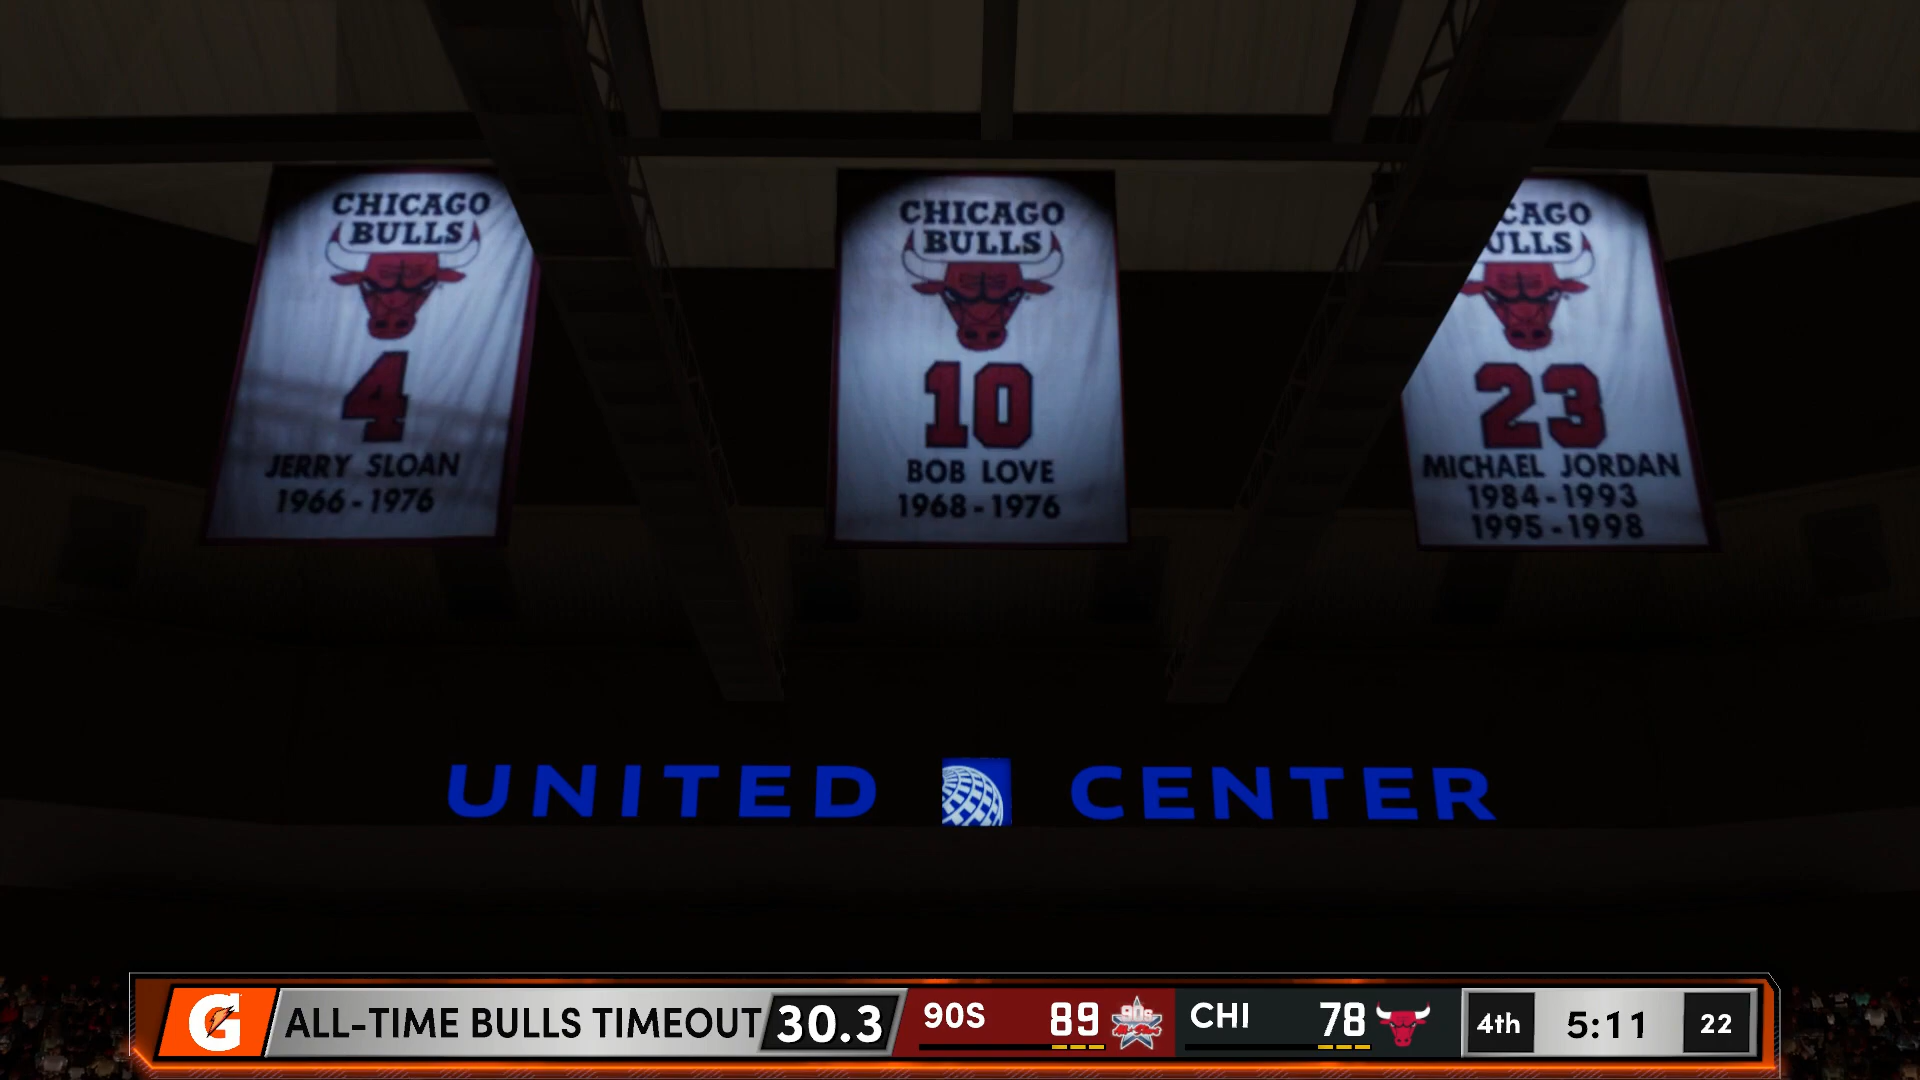 CHICAGO
BULLS
4
JERRY SLOAN
1966-1976
CHICAGO
BULLS
10
BOB LOVE
1968-1976
CAGO
ULLS
23
MICHAEL JORDAN
1984-1993
1995-1998
UNITED CENTER
G ALL-TIME BULLS TIMEOUT 30.3 90S 89 90s CHI 78 4th 5:11 22